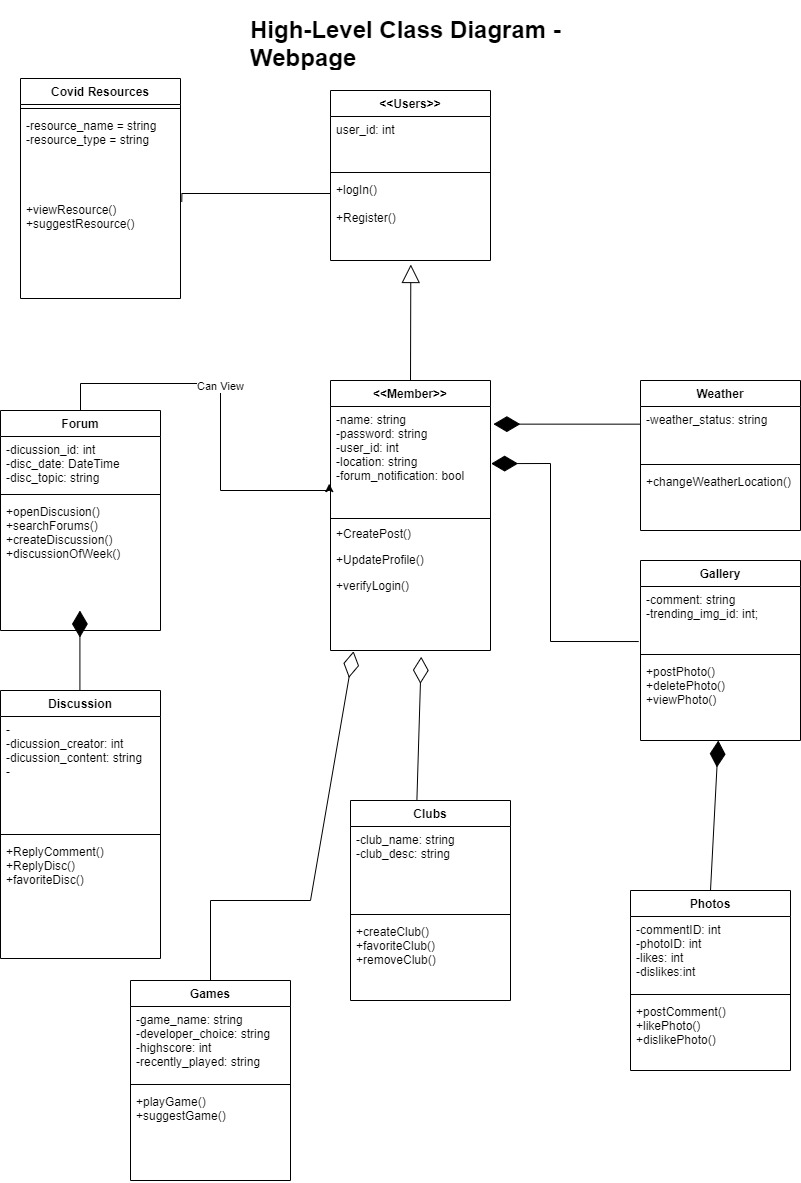 High-Level Class Diagram -
Webpage
Covid Resources
-resource_name = string
-resource_type = string
+viewResource()
+suggestResource()
<<Users>>
user_id: int
+logIn()
+Register()
Can View
Forum
-dicussion_id: int
-disc_date: DateTime
-disc_topic: string
+openDiscusion()
+searchForums()
+createDiscussion()
+discussionOfWeek()
<<Member>>
-name: string
-password: string
-user_id: int
-location: string
-forum_notification: bool
+CreatePost()
+UpdateProfile()
+verifyLogin()
Weather
-weather_status: string
+changeWeatherLocation()
Gallery
-comment: string
-trending_img_id: int;
+postPhoto()
+deletePhoto()
+viewPhoto()
Discussion
-
-dicussion_creator: int
-dicussion_content: string
-
+ReplyComment()
+ReplyDisc()
+favoriteDisc()
Clubs
-club_name: string
-club_desc: string
+createClub()
+favoriteClub()
+removeClub()
Photos
-commentID: int
-photoID: int
-likes: int
-dislikes:int
+postComment()
+likePhoto()
+dislikePhoto()
Games
-game_name: string
-developer_choice: string
-highscore: int
-recently_played: string
+playGame()
+suggestGame()